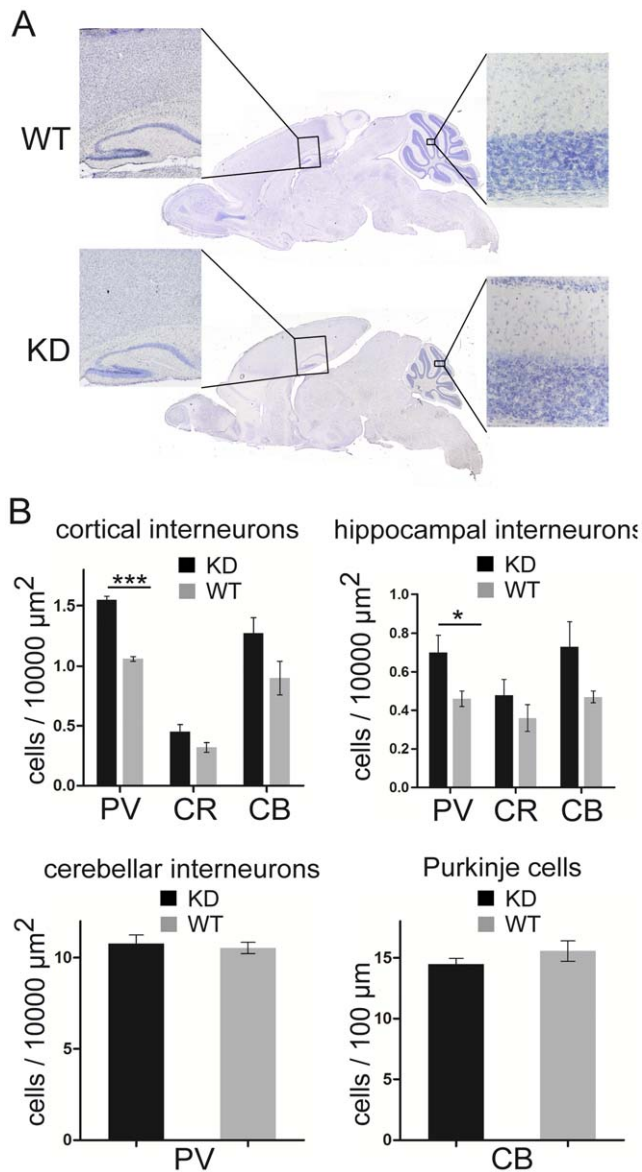 A
WT
KD
B
cortical interneurons
KD
WT
***
cells / 10000 µm²
1.5
1.0
0.5
0.0
PV CR CB
hippocampal interneurons
KD
WT
*
cells / 10000 µm²
0.8
0.6
0.4
0.2
0.0
PV CR CB
cerebellar interneurons
KD
WT
cells / 10000 µm²
10
5
0
PV
Purkinje cells
KD
WT
cells / 100 µm
15
10
5
0
CB